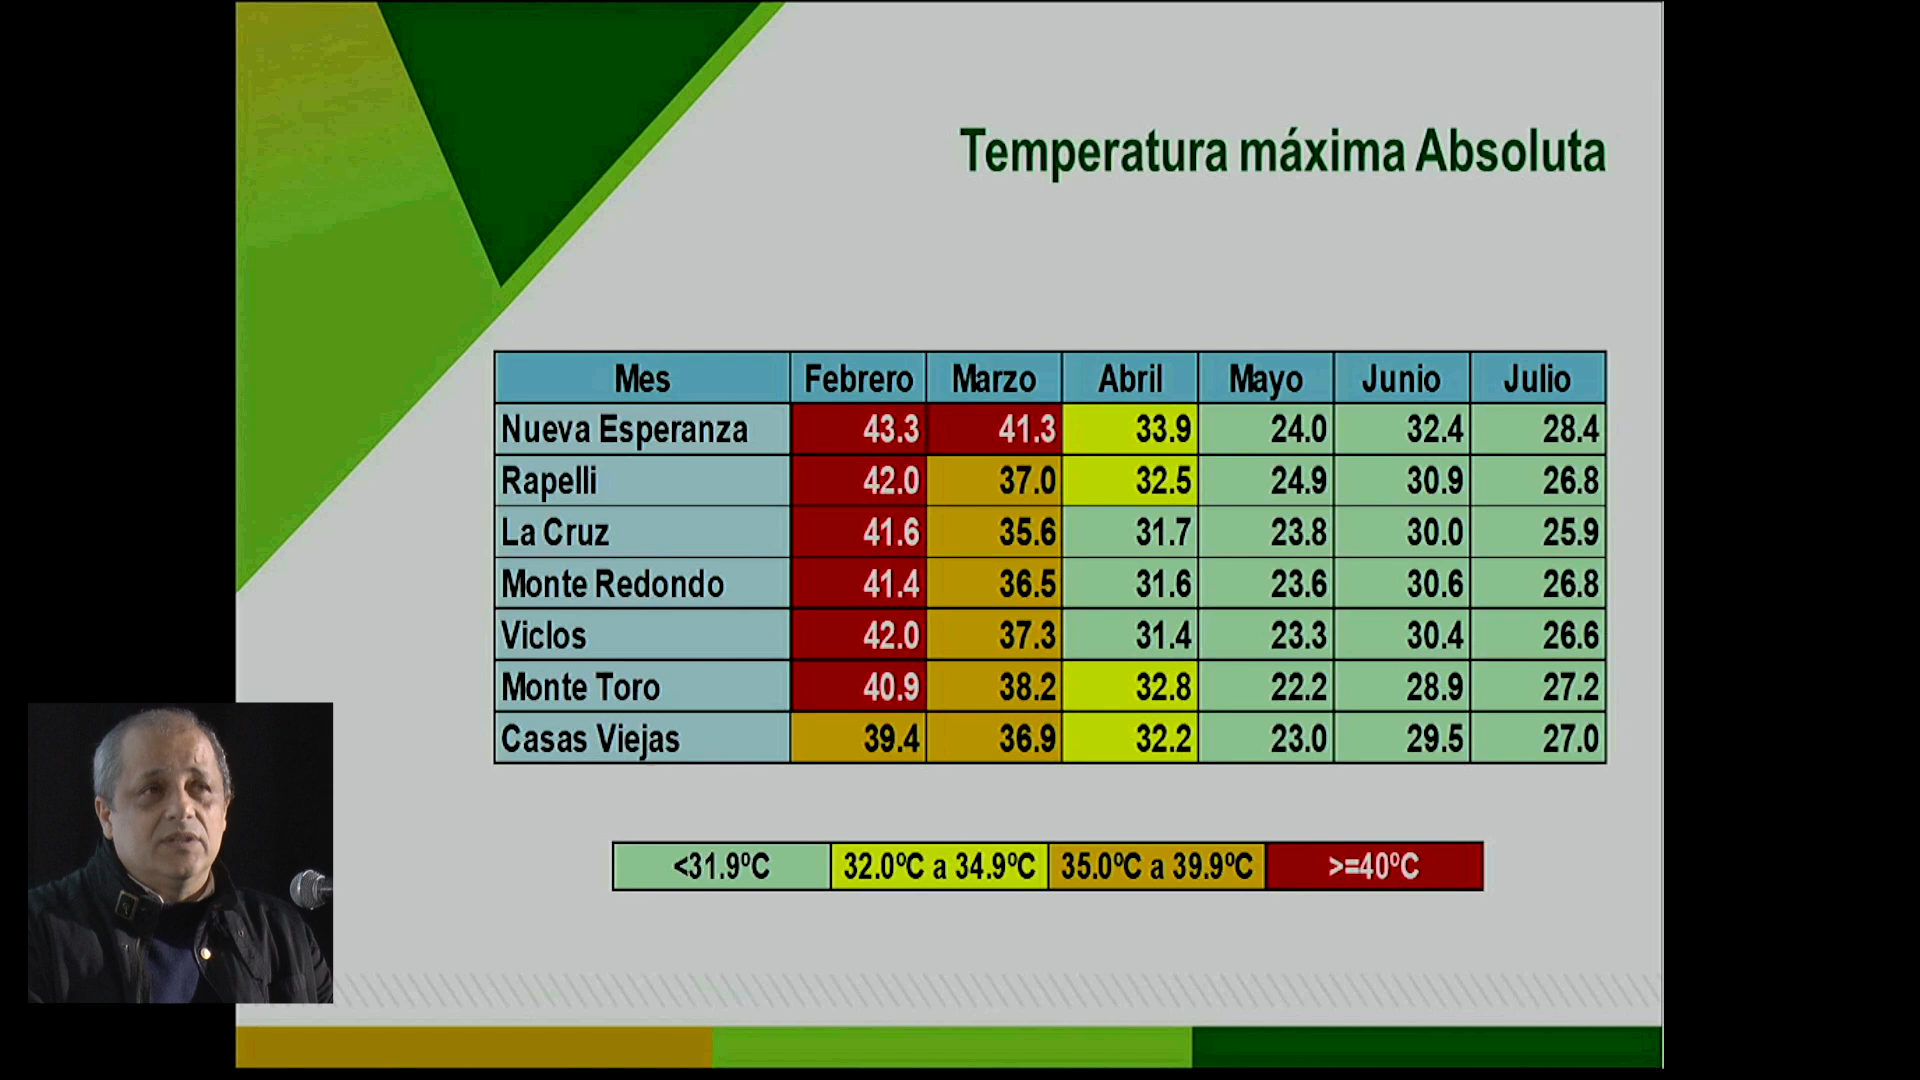 Temperatura máxima Absoluta
Mes Febrero Marzo Abril Mayo Junio Julio
Nueva Esperanza 43.3 41.3 33.9 24.0 32.4 28.4
Rapelli 42.0 37.0 32.5 24.9 30.9 26.8
La Cruz 41.6 35.6 31.7 23.8 30.0 25.9
Monte Redondo 41.4 36.5 31.6 23.6 30.6 26.8
Viclos 42.0 37.3 31.4 23.3 30.4 26.6
Monte Toro 40.9 38.2 32.8 22.2 28.9 27.2
Casas Viejas 39.4 36.9 32.2 23.0 29.5 27.0
<31.9ºC 32.0ºC a 34.9ºC 35.0ºC a 39.9ºC >=40ºC